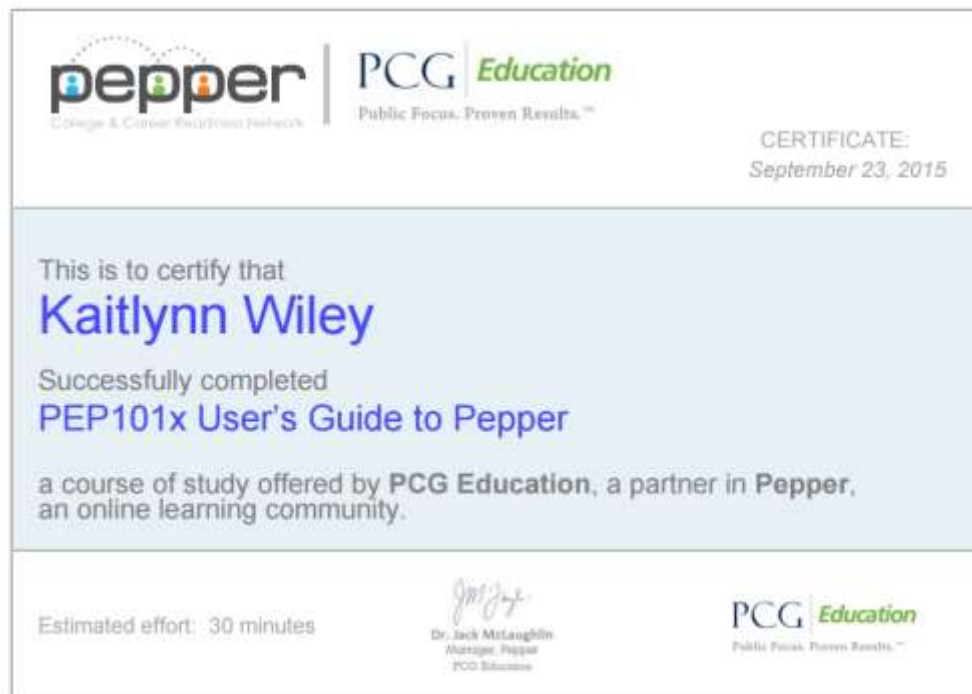 pepper
College & Career Readiness Network
PCG Education
Public Focus. Proven Results.™
CERTIFICATE:
September 23, 2015
This is to certify that
Kaitlynn Wiley
Successfully completed
PEP101x User's Guide to Pepper
a course of study offered by PCG Education, a partner in Pepper,
an online learning community.
Estimated effort: 30 minutes
Dr. Jack McLaughlin
Manager, Pepper
PCG Education
PCG Education
Public Focus. Proven Results.™